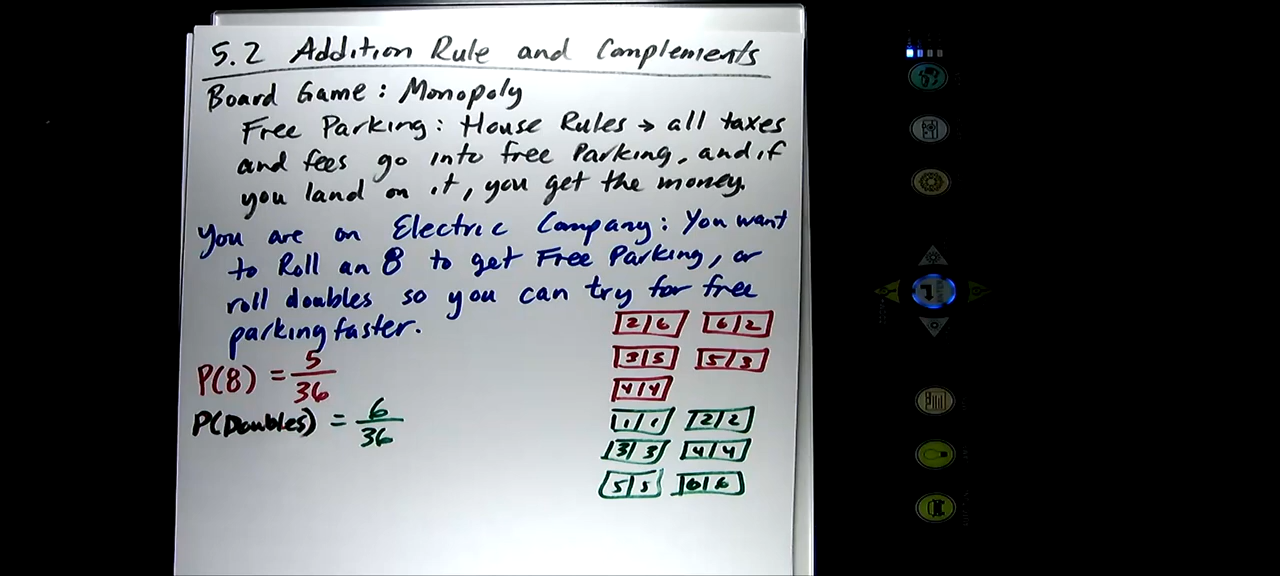 5.2 Addition Rule and Complements
Board Game: Monopoly
Free Parking: House Rules → all taxes
and fees go into free Parking, and if
you land on it, you get the money.
You are on Electric Company: You want
to Roll an 8 to get Free Parking, or
roll doubles so you can try for free
parking faster.
2|6 6|2
3|5 5|3
4|4
P(8) = 5/36
P(Doubles) = 6/36
1|1 2|2
3|3 4|4
5|5 6|6